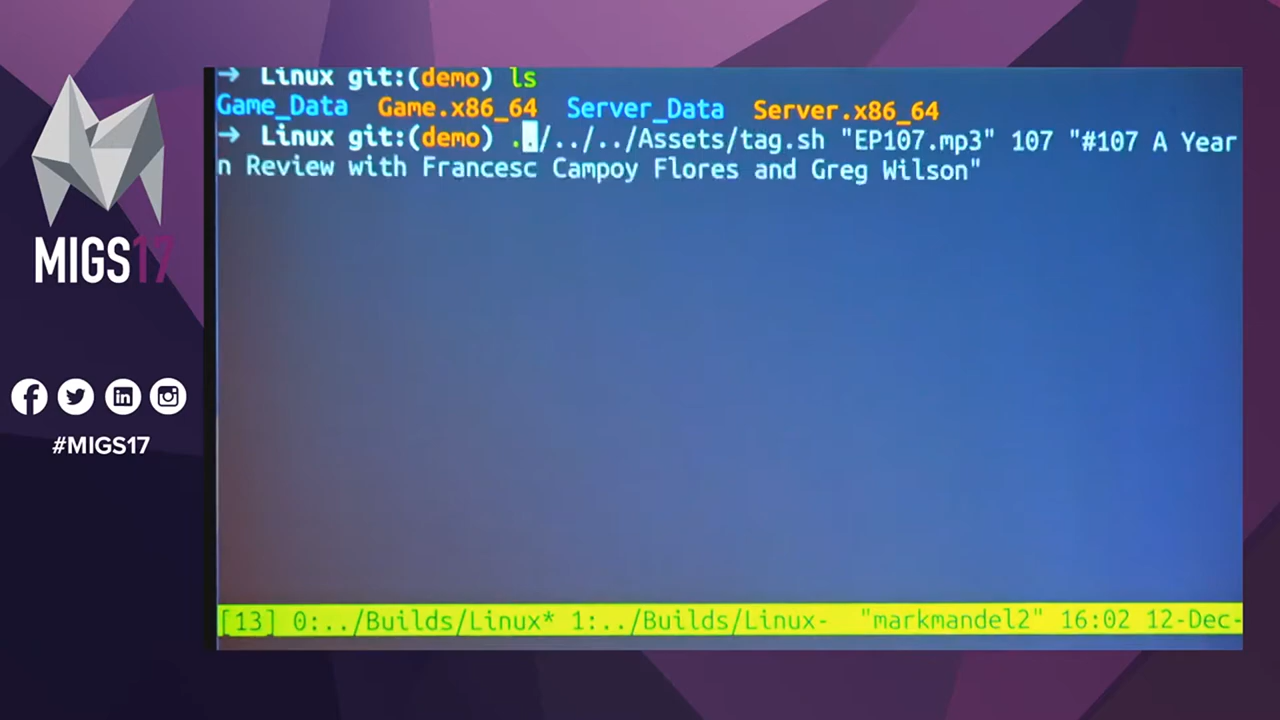 → Linux git:(demo) ls
Game_Data Game.x86_64 Server_Data Server.x86_64
→ Linux git:(demo) ../../../Assets/tag.sh "EP107.mp3" 107 "#107 A Year
n Review with Francesc Campoy Flores and Greg Wilson"
[13] 0:../Builds/Linux* 1:../Builds/Linux- "markmandel2" 16:02 12-Dec-
MIGS17
#MIGS17